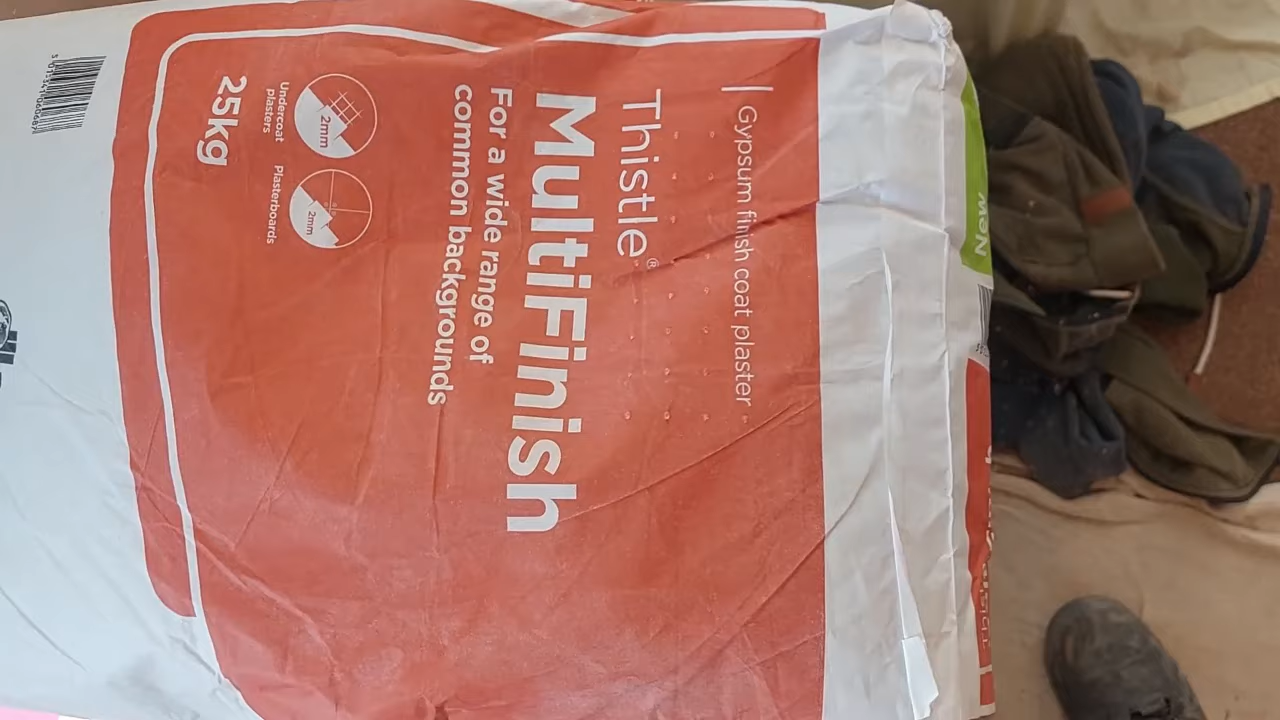 Gypsum finish coat plaster
Thistle®
MultiFinish
For a wide range of
common backgrounds
2mm
Undercoat
plasters
2mm
Plasterboards
25kg
New